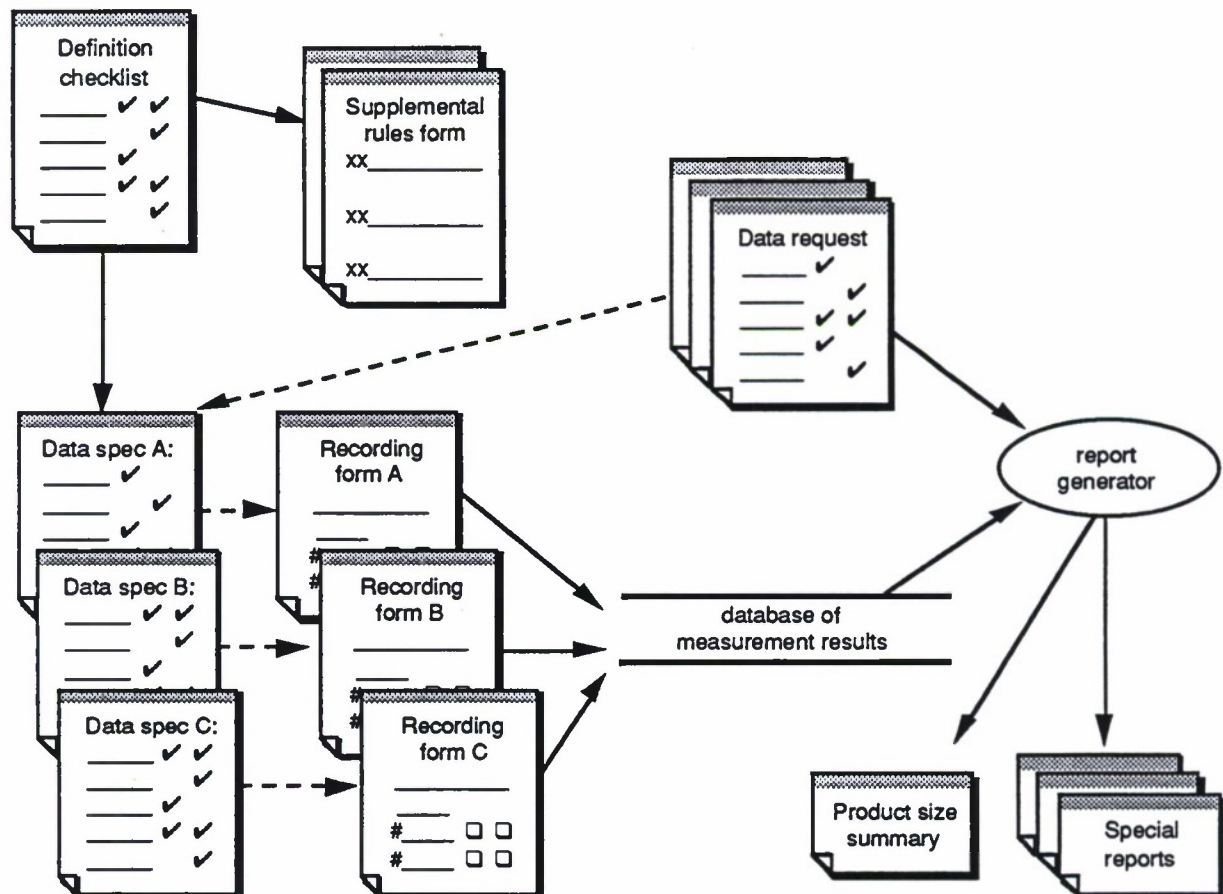 Definition
checklist
Supplemental
rules form
xx
xx
xx
Data request
Data spec A:
Recording
form A
#
#
report
generator
Data spec B:
Recording
form B
#
#
database of
measurement results
Data spec C:
Recording
form C
#
#
Product size
summary
Special
reports